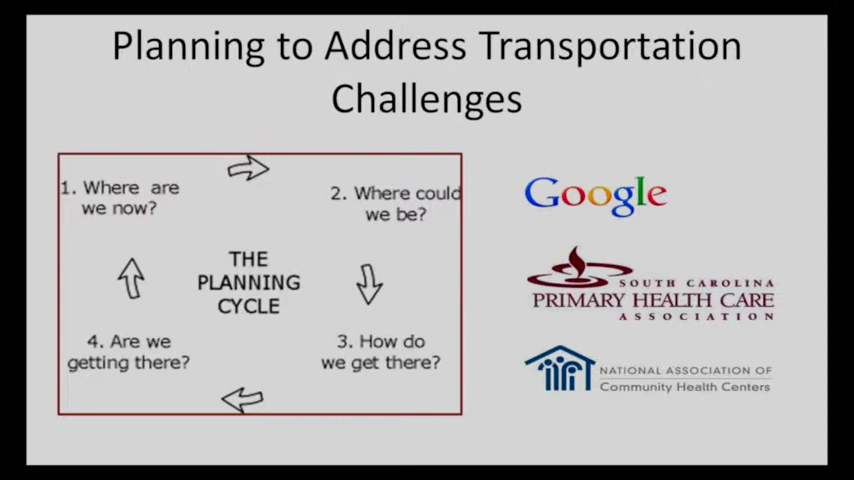 Planning to Address Transportation
Challenges
1. Where are
we now?
2. Where could
we be?
THE
PLANNING
CYCLE
4. Are we
getting there?
3. How do
we get there?
Google
SOUTH CAROLINA
PRIMARY HEALTH CARE
ASSOCIATION
NATIONAL ASSOCIATION OF
Community Health Centers